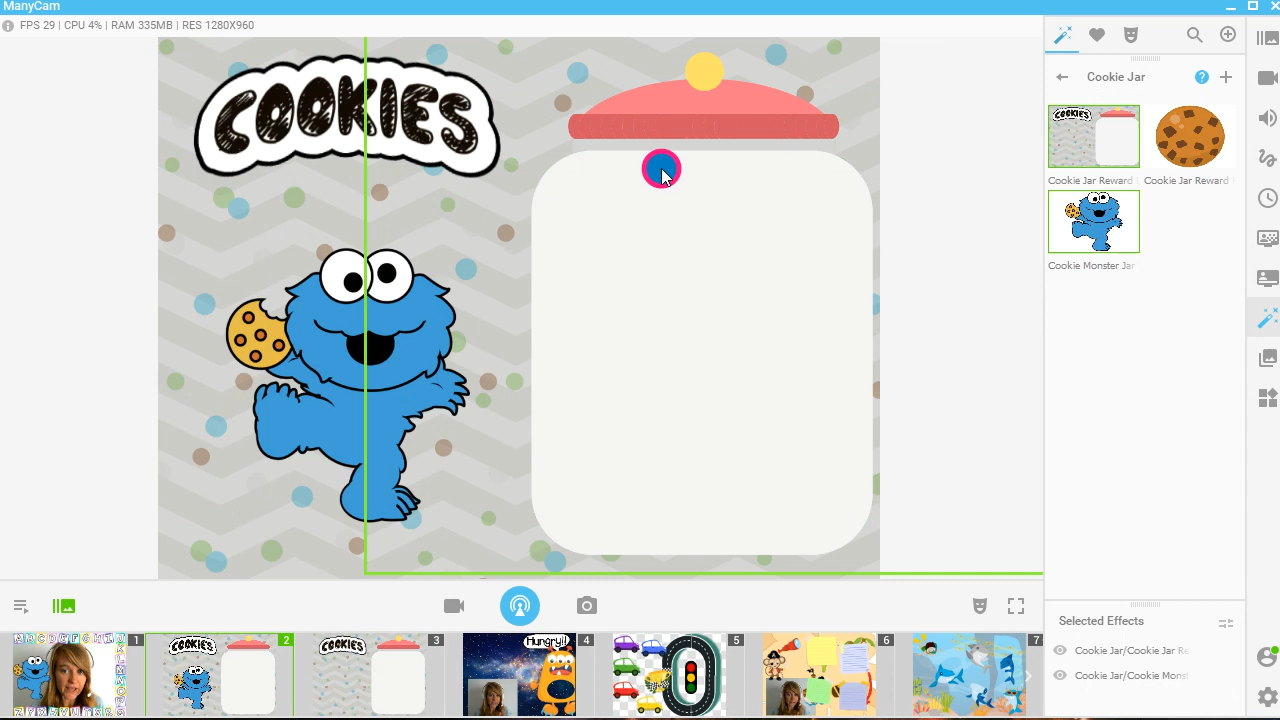 ManyCam
FPS 29 | CPU 4% | RAM 335MB | RES 1280X960
COOKIES
Cookie Jar
Cookie Jar Reward
Cookie Jar Reward
Cookie Monster Jar
Selected Effects
Cookie Jar/Cookie Jar Re
Cookie Jar/Cookie Monst
1
2
3
4
5
6
7
COOKIES
COOKIES
Hungry!!